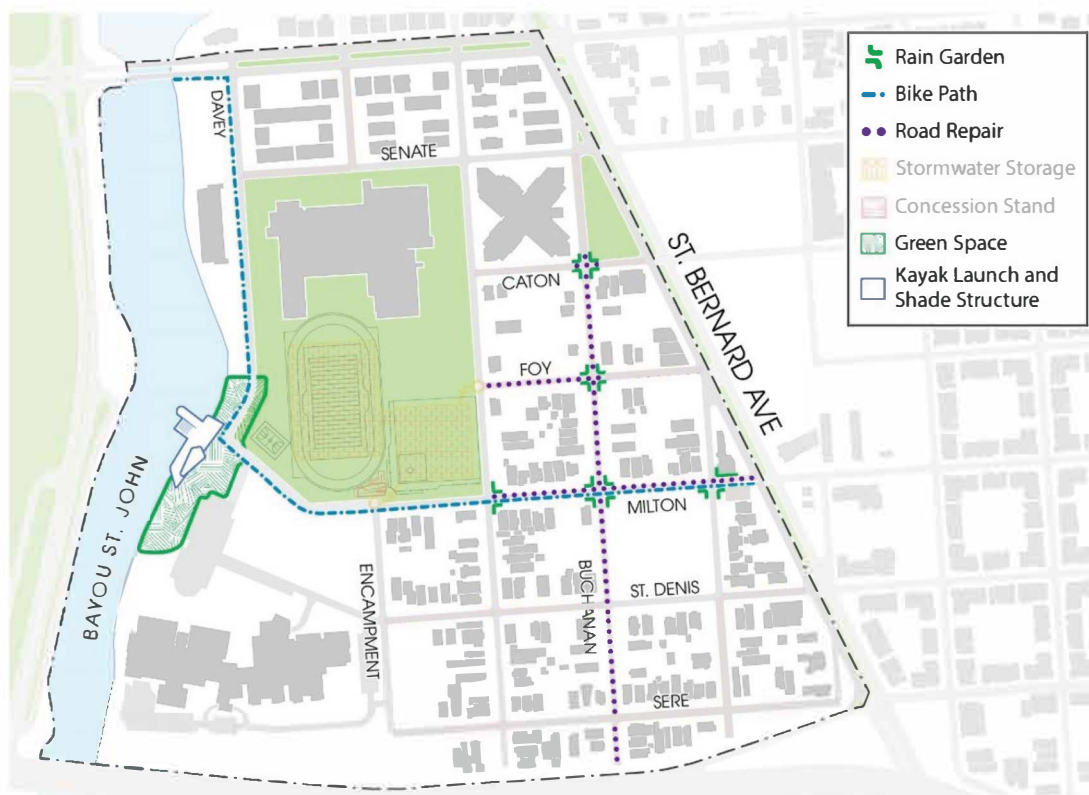 Rain Garden
Bike Path
Road Repair
Stormwater Storage
Concession Stand
Green Space
Kayak Launch and
Shade Structure
DAVEY
SENATE
CATON
ST. BERNARD AVE
FOY
BAYOU ST. JOHN
MILTON
ENCAMPMENT
BUCHANAN
ST. DENIS
SERE